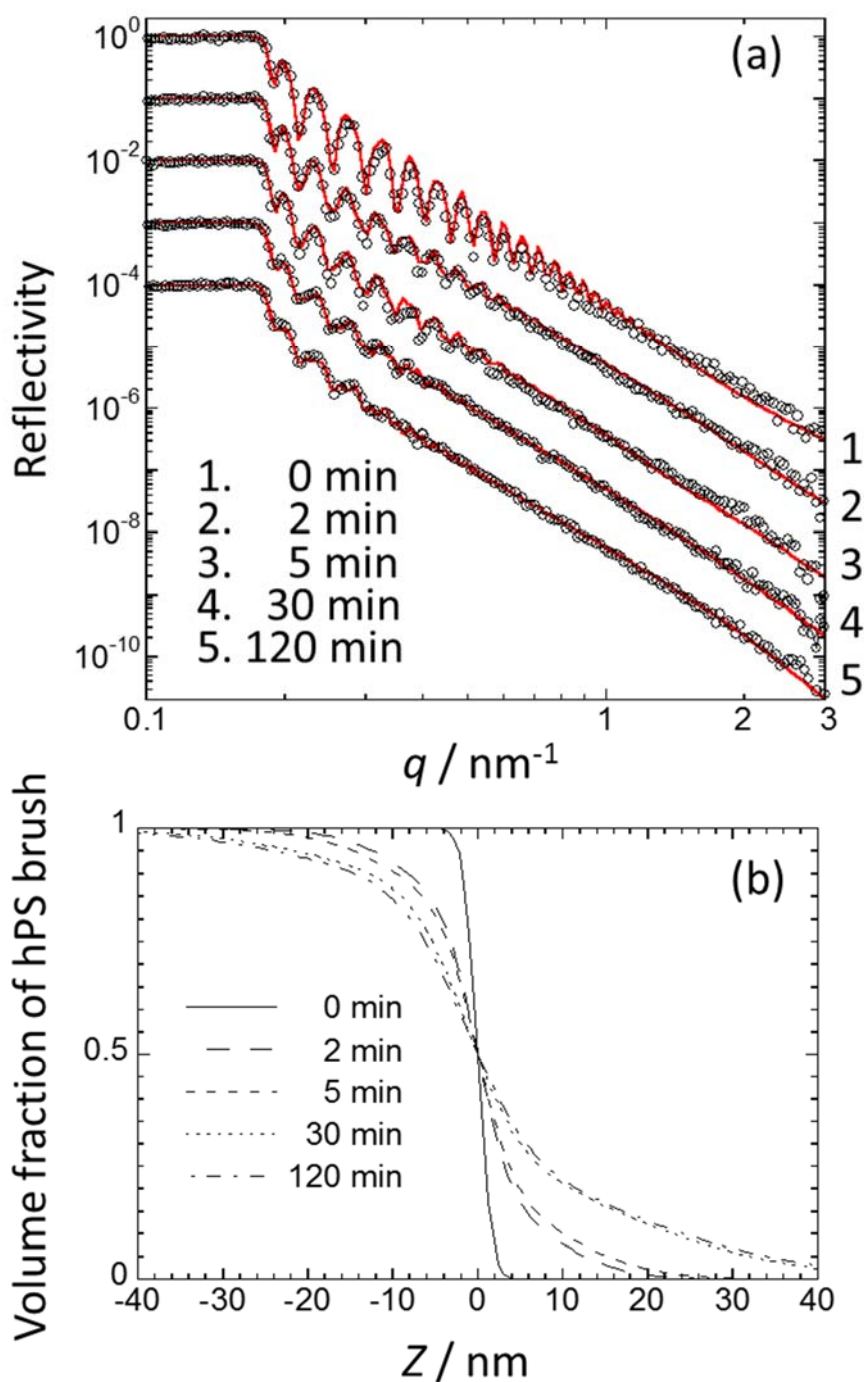 10⁰
(a)
10⁻²
10⁻⁴
10⁻⁶
10⁻⁸
10⁻¹⁰
Reflectivity
1. 0 min
2. 2 min
3. 5 min
4. 30 min
5. 120 min
1
2
3
4
5
0.1 1 2 3
q / nm⁻¹
Volume fraction of hPS brush
1
0.5
0
(b)
0 min
2 min
5 min
30 min
120 min
-40 -30 -20 -10 0 10 20 30 40
Z / nm